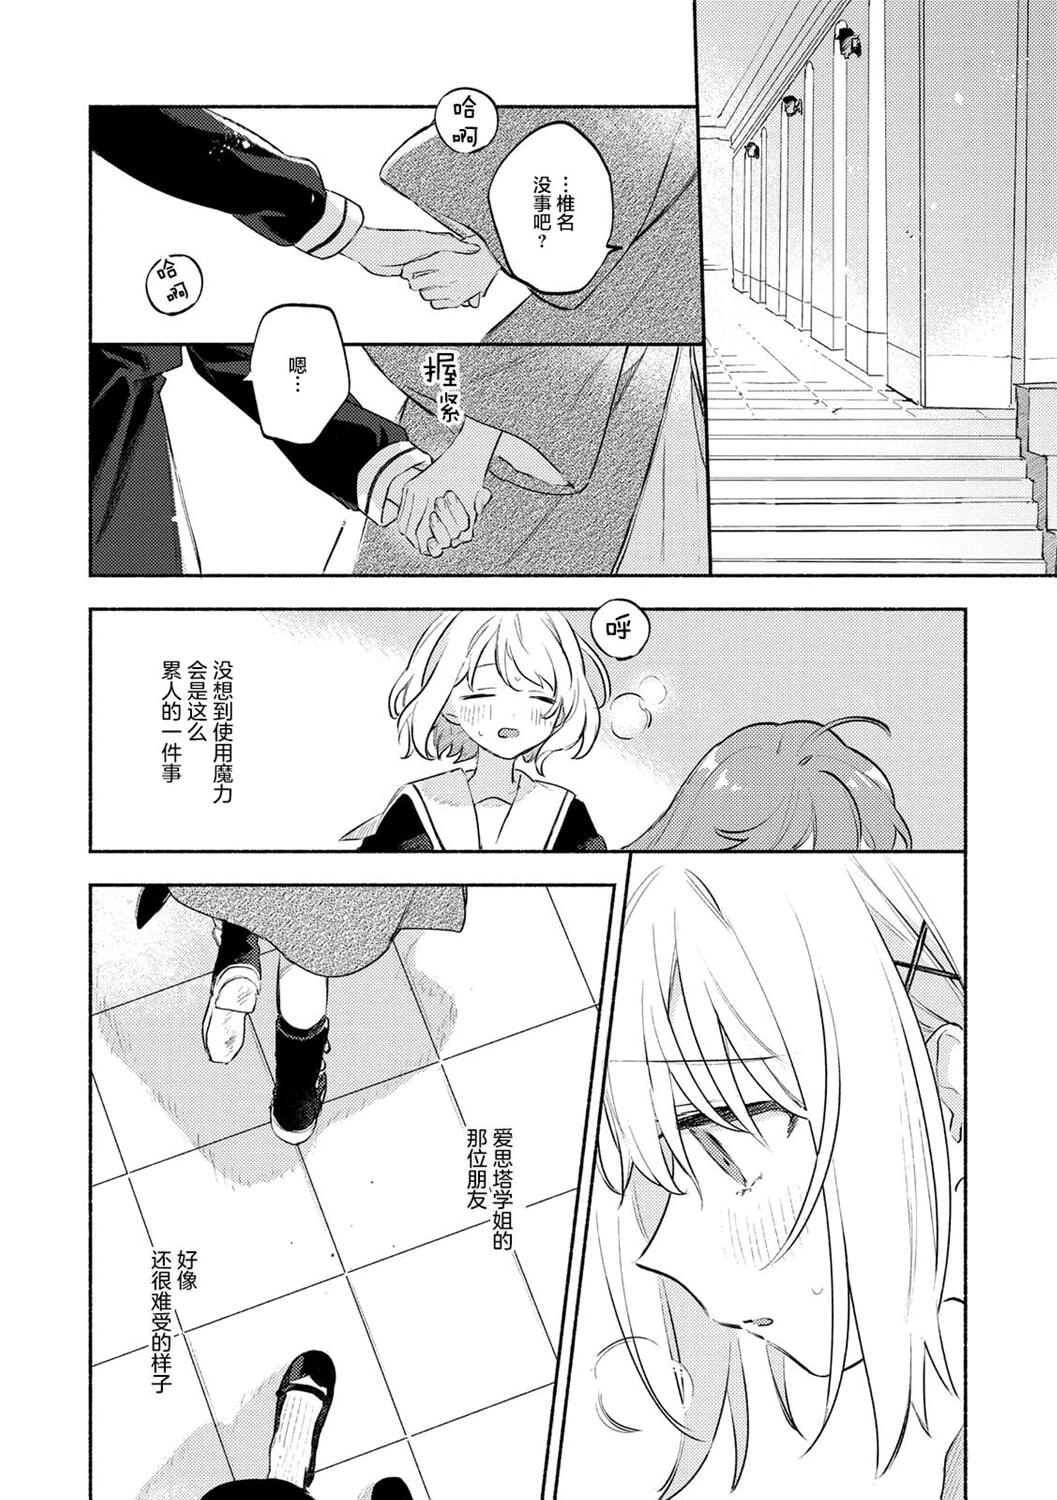 哈
啊
…椎名
没事吧？
哈
啊
握
紧
嗯…
呼
没想到使用魔力
会是这么
累人的一件事
爱思塔学姐的
那位朋友
好像
还很难受的样子